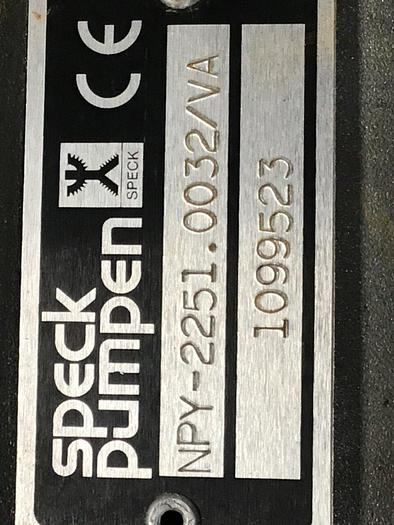 speck
pumpen
SPECK
CE
NPY-2251.0032/VA
1099523